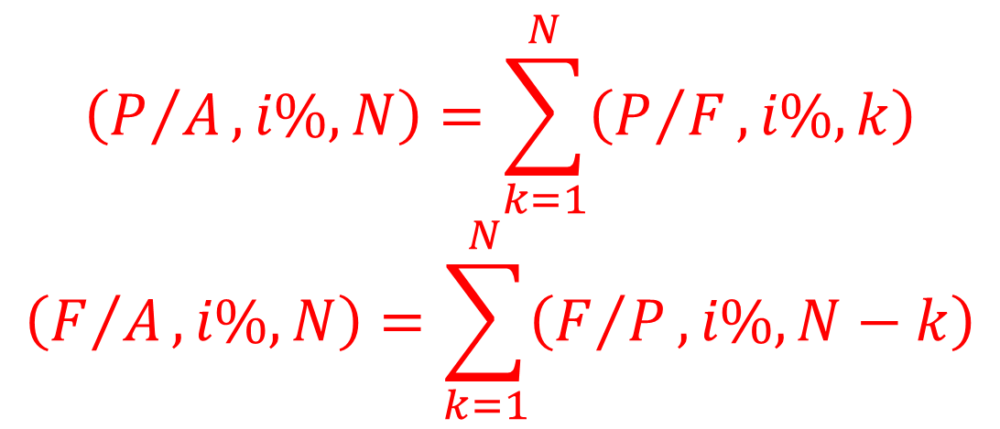 (P/A, i%, N) = ∑_{k=1}^{N} (P/F, i%, k)
(F/A, i%, N) = ∑_{k=1}^{N} (F/P, i%, N − k)